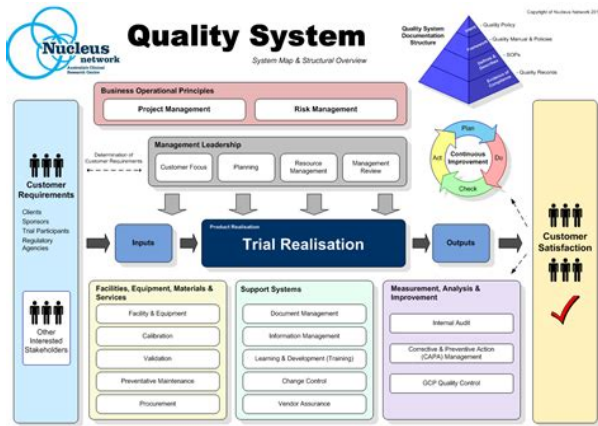 Copyright of Nucleus Network
Nucleus
network
Australia's Clinical
Research Centre
Quality System
System Map & Structural Overview
Quality System
Documentation
Structure
Quality Policy
Quality Manual & Policies
SOPs
Quality Records
Business Operational Principles
Project Management
Risk Management
Management Leadership
Customer Focus
Planning
Resource
Management
Management
Review
Determination of
Customer Requirements
Plan
Do
Check
Act
Continuous
Improvement
Customer
Requirements
Clients
Sponsors
Trial Participants
Regulatory
Agencies
Other
Interested
Stakeholders
Inputs
Product Realisation
Trial Realisation
Outputs
Customer
Satisfaction
Facilities, Equipment, Materials &
Services
Facility & Equipment
Calibration
Validation
Preventative Maintenance
Procurement
Support Systems
Document Management
Information Management
Learning & Development (Training)
Change Control
Vendor Assurance
Measurement, Analysis &
Improvement
Internal Audit
Corrective & Preventive Action
(CAPA) Management
GCP Quality Control